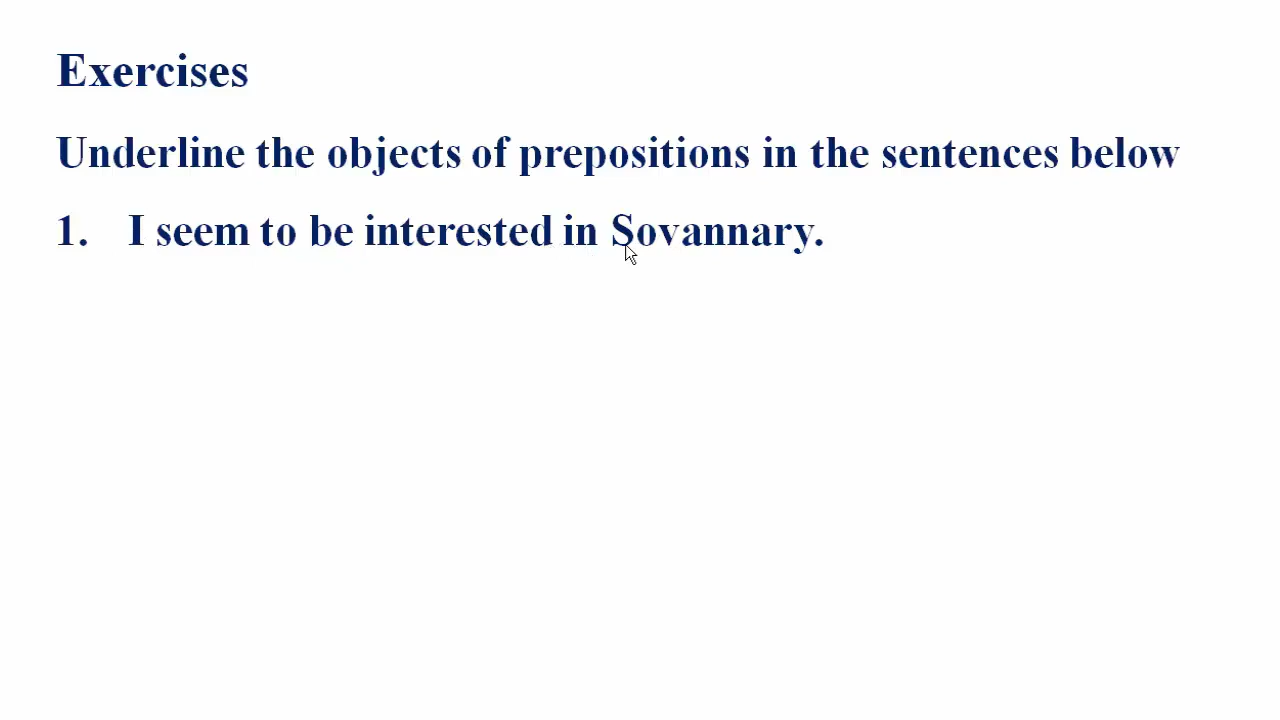 Exercises
Underline the objects of prepositions in the sentences below
1. I seem to be interested in Sovannary.